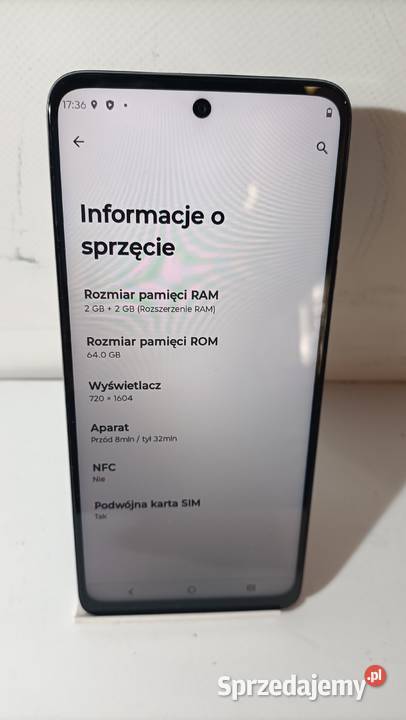 17:36
Informacje o
sprzęcie
Rozmiar pamięci RAM
2 GB + 2 GB (Rozszerzenie RAM)
Rozmiar pamięci ROM
64.0 GB
Wyświetlacz
720 × 1604
Aparat
Przód 8mln / tył 32mln
NFC
Nie
Podwójna karta SIM
Tak
Sprzedajemy.pl